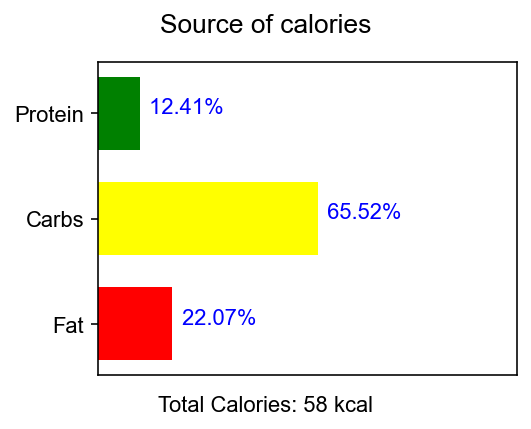 Source of calories
Protein 12.41%
Carbs 65.52%
Fat 22.07%
Total Calories: 58 kcal